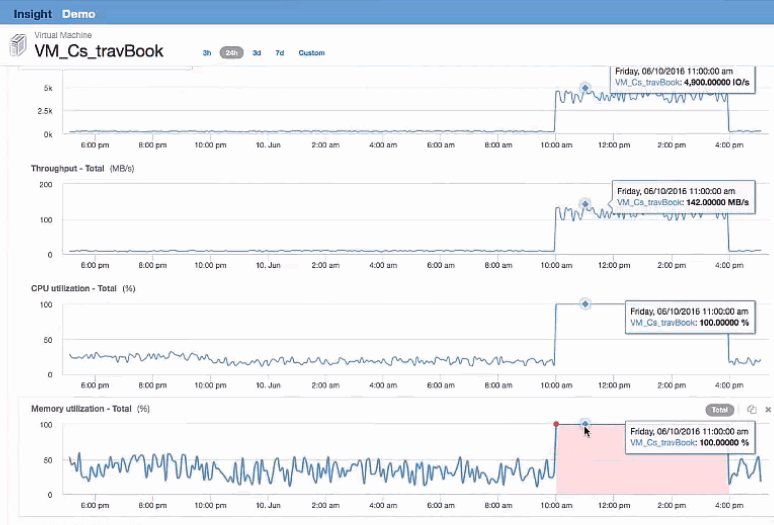 Insight Demo
Virtual Machine
VM_Cs_travBook
3h 24h 3d 7d Custom
Friday, 06/10/2016 11:00:00 am
VM_Cs_travBook: 4,900.00000 IO/s
5k
2.5k
0k
6:00 pm 8:00 pm 10:00 pm 10. Jun 2:00 am 4:00 am 6:00 am 8:00 am 10:00 am 12:00 pm 2:00 pm 4:00 pm
Throughput - Total (MB/s)
200
Friday, 06/10/2016 11:00:00 am
VM_Cs_travBook: 142.00000 MB/s
100
0
6:00 pm 8:00 pm 10:00 pm 10. Jun 2:00 am 4:00 am 6:00 am 8:00 am 10:00 am 12:00 pm 2:00 pm 4:00 pm
CPU utilization - Total (%)
100
Friday, 06/10/2016 11:00:00 am
VM_Cs_travBook: 100.00000 %
50
0
6:00 pm 8:00 pm 10:00 pm 10. Jun 2:00 am 4:00 am 6:00 am 8:00 am 10:00 am 12:00 pm 2:00 pm 4:00 pm
Memory utilization - Total (%)
Total
100
Friday, 06/10/2016 11:00:00 am
VM_Cs_travBook: 100.00000 %
50
0
6:00 pm 8:00 pm 10:00 pm 10. Jun 2:00 am 4:00 am 6:00 am 8:00 am 10:00 am 12:00 pm 2:00 pm 4:00 pm